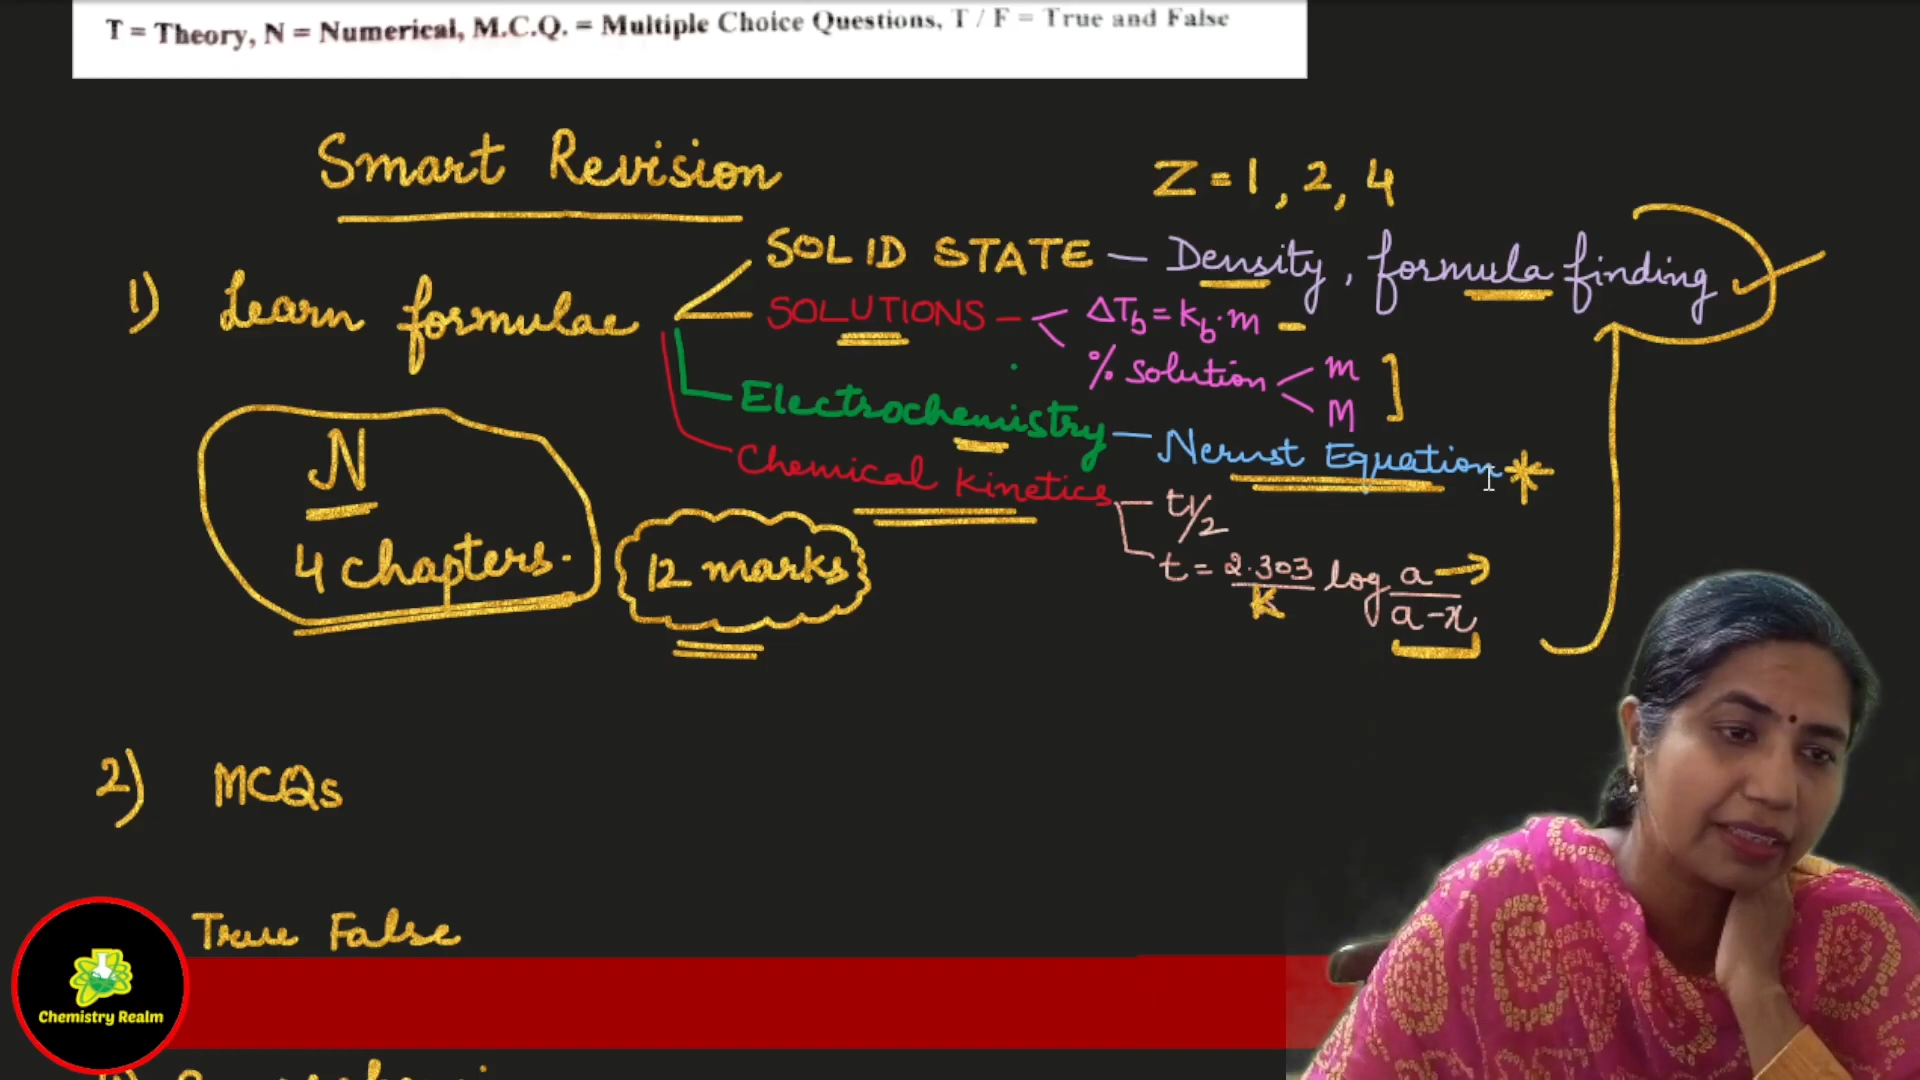 T = Theory, N = Numerical, M.C.Q. = Multiple Choice Questions, T / F = True and False
Smart Revision
Z = 1, 2, 4
1) Learn formulae
SOLID STATE — Density, formula finding
SOLUTIONS — ΔTb = Kb·m
% Solution < m
M
Electrochemistry — Nernst Equation *
Chemical Kinetics
t1/2
t = 2.303/K log a/a-x
N
4 chapters.
12 marks
2) MCQs
True False
Chemistry Realm